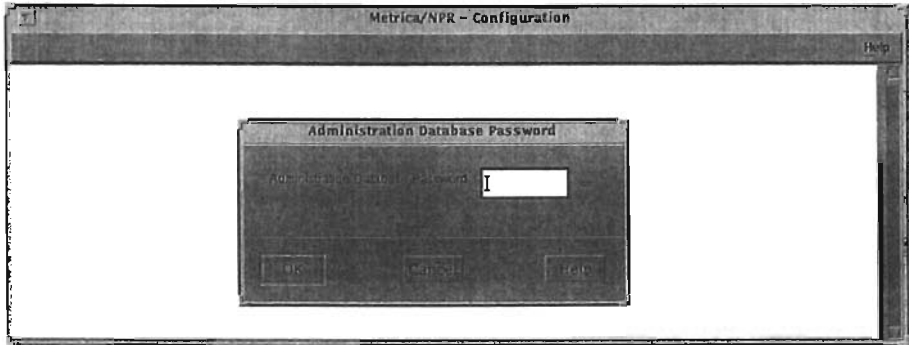 Metrica/NPR – Configuration
Help
Administration Database Password
Administration Database Password
OK
Cancel
Help